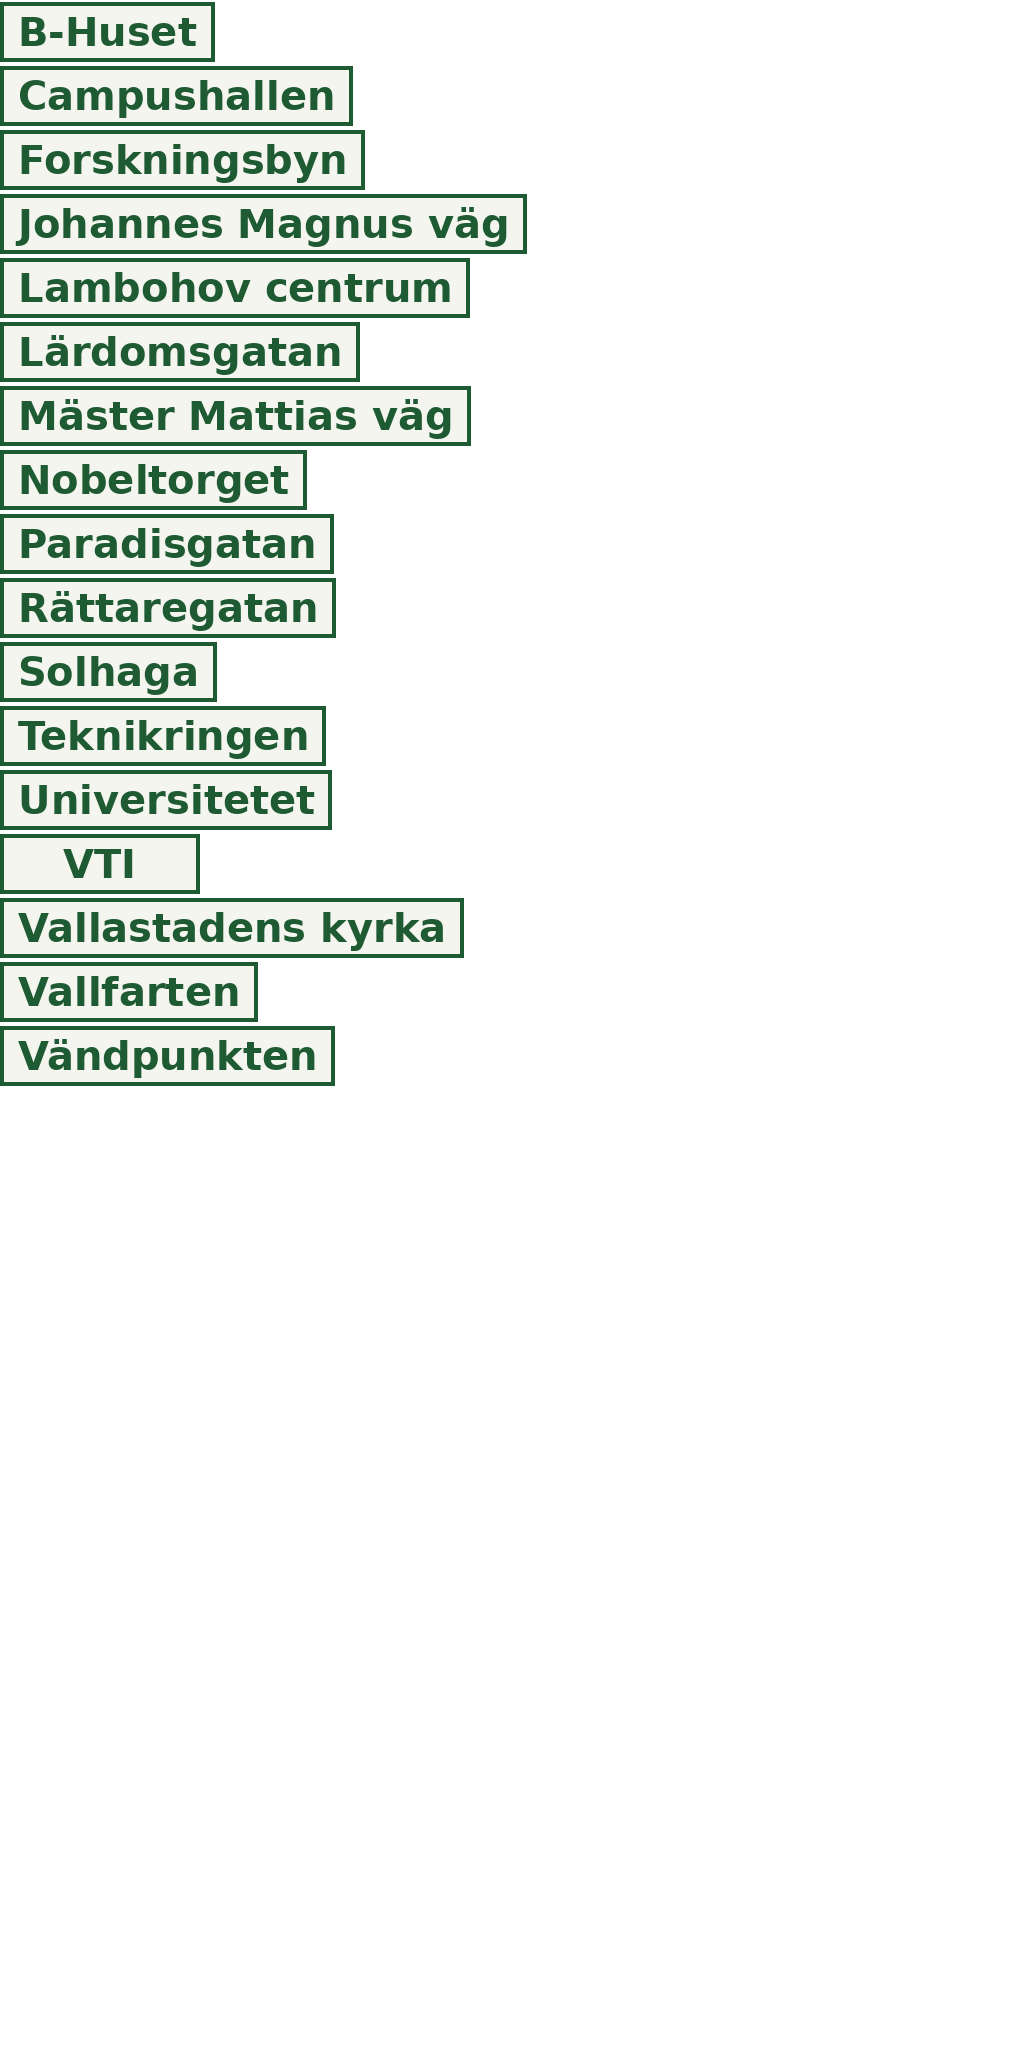 B-Huset
Campushallen
Forskningsbyn
Johannes Magnus väg
Lambohov centrum
Lärdomsgatan
Mäster Mattias väg
Nobeltorget
Paradisgatan
Rättaregatan
Solhaga
Teknikringen
Universitetet
VTI
Vallastadens kyrka
Vallfarten
Vändpunkten